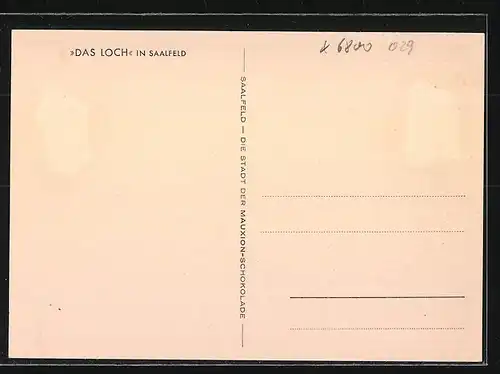 »DAS LOCH« IN SAALFELD
6800 029
SAALFELD — DIE STADT DER MAUXION-SCHOKOLADE